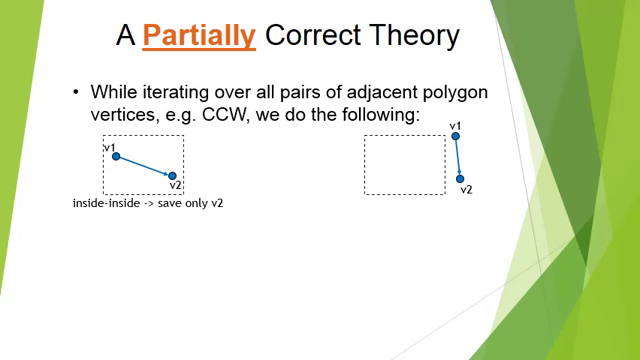 A Partially Correct Theory
• While iterating over all pairs of adjacent polygon
vertices, e.g. CCW, we do the following:
v1
v2
inside-inside -> save only v2
v1
v2